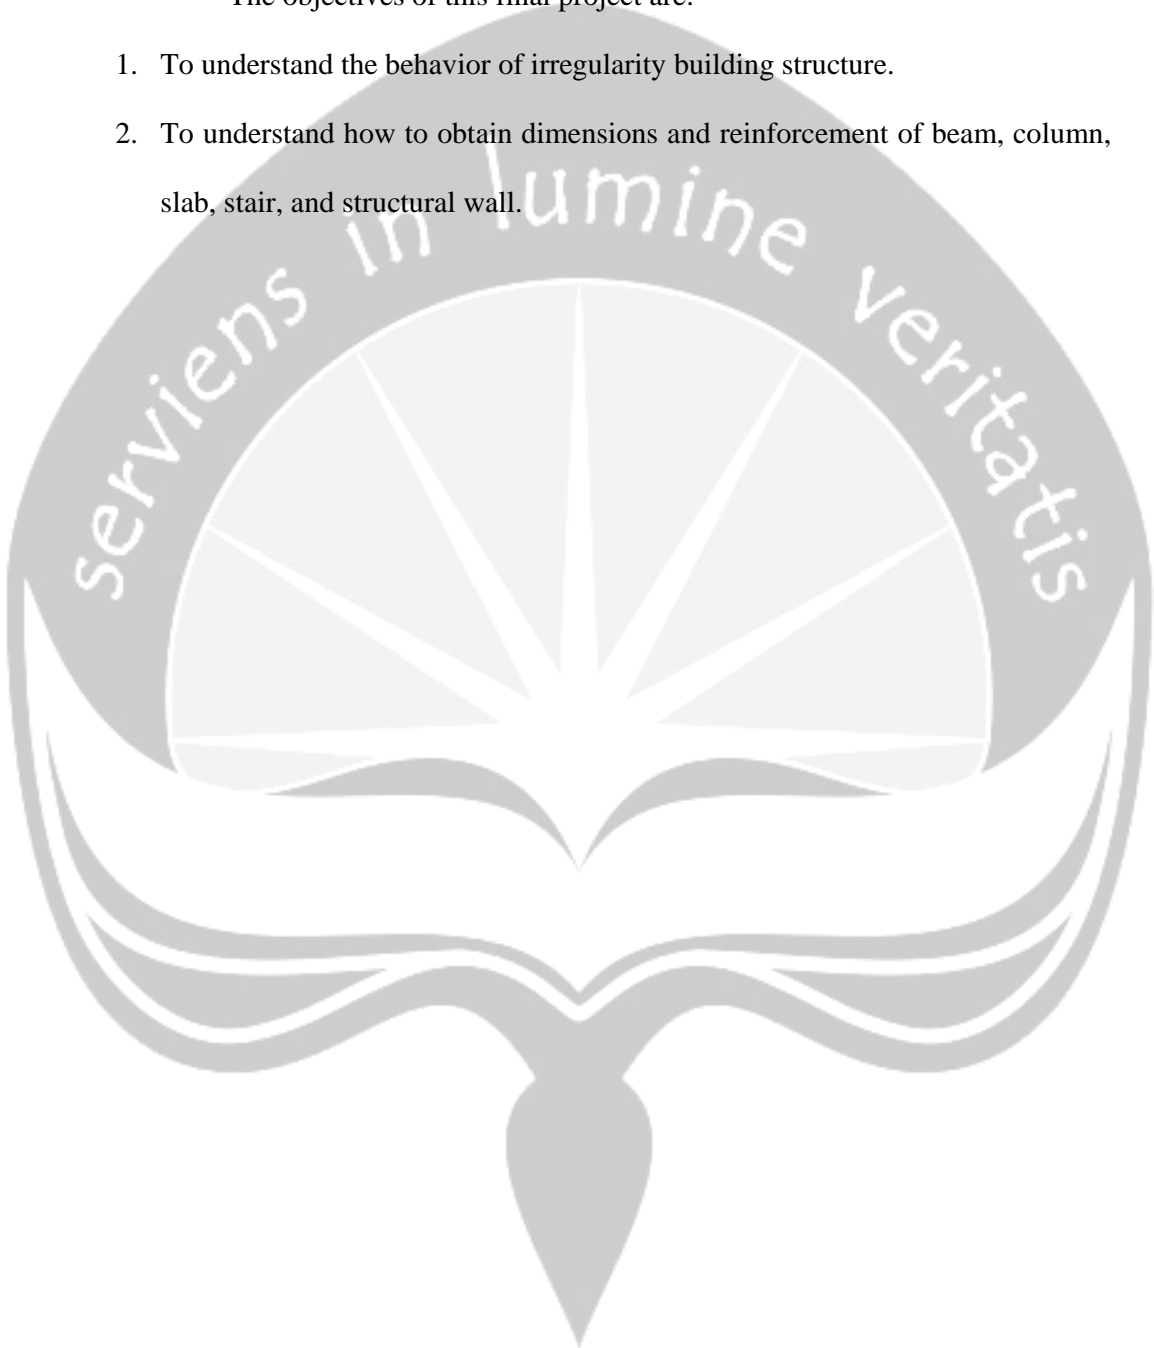 The objectives of this final project are:
1. To understand the behavior of irregularity building structure.
2. To understand how to obtain dimensions and reinforcement of beam, column,
slab, stair, and structural wall.
serviens in lumine veritatis